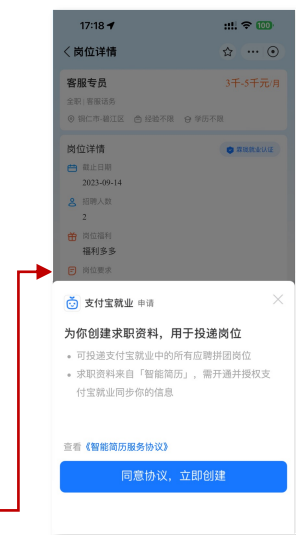 17:18
100
岗位详情
客服专员
3千-5千元/月
全职|客服话务
铜仁市-碧江区 经验不限 学历不限
岗位详情
截止日期
2023-09-14
招聘人数
2
岗位福利
福利多多
岗位要求
支付宝就业 申请
为你创建求职资料，用于投递岗位
可投递支付宝就业中的所有应聘拼团岗位
求职资料来自「智能简历」，需开通并授权支
付宝就业同步你的信息
查看《智能简历服务协议》
同意协议，立即创建